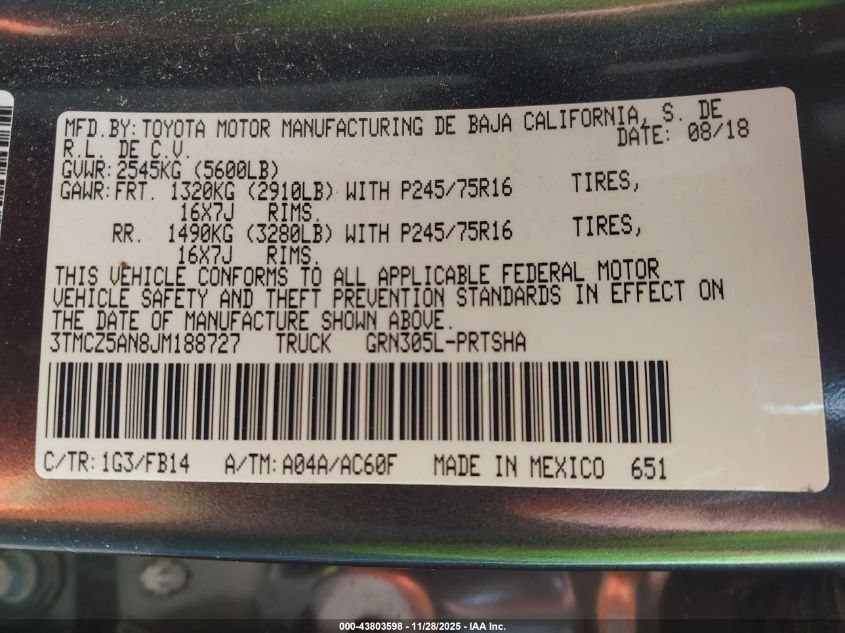 MFD.BY: TOYOTA MOTOR MANUFACTURING DE BAJA CALIFORNIA, S. DE
R.L. DE C.V. DATE: 08/18
GVWR: 2545KG (5600LB)
GAWR: FRT. 1320KG (2910LB) WITH P245/75R16 TIRES,
16X7J RIMS.
RR. 1490KG (3280LB) WITH P245/75R16 TIRES,
16X7J RIMS.
THIS VEHICLE CONFORMS TO ALL APPLICABLE FEDERAL MOTOR
VEHICLE SAFETY AND THEFT PREVENTION STANDARDS IN EFFECT ON
THE DATE OF MANUFACTURE SHOWN ABOVE.
3TMCZ5AN8JM188727 TRUCK GRN305L-PRTSHA
C/TR: 1G3/FB14 A/TM: A04A/AC60F MADE IN MEXICO 651
000-43803598 - 11/28/2025 - IAA Inc.